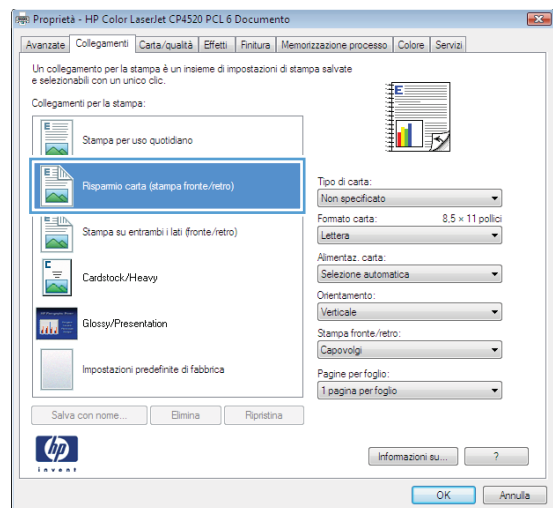 Proprietà - HP Color LaserJet CP4520 PCL 6 Documento
Avanzate Collegamenti Carta/qualità Effetti Finitura Memorizzazione processo Colore Servizi
Un collegamento per la stampa è un insieme di impostazioni di stampa salvate
e selezionabili con un unico clic.
Collegamenti per la stampa:
Stampa per uso quotidiano
Risparmio carta (stampa fronte/retro)
Stampa su entrambi i lati (fronte/retro)
Cardstock/Heavy
Glossy/Presentation
Impostazioni predefinite di fabbrica
Salva con nome... Elimina Ripristina
Tipo di carta:
Non specificato
Formato carta: 8,5 × 11 pollici
Lettera
Alimentaz. carta:
Selezione automatica
Orientamento:
Verticale
Stampa fronte/retro:
Capovolgi
Pagine per foglio:
1 pagina per foglio
hp
invent
Informazioni su... ?
OK Annulla